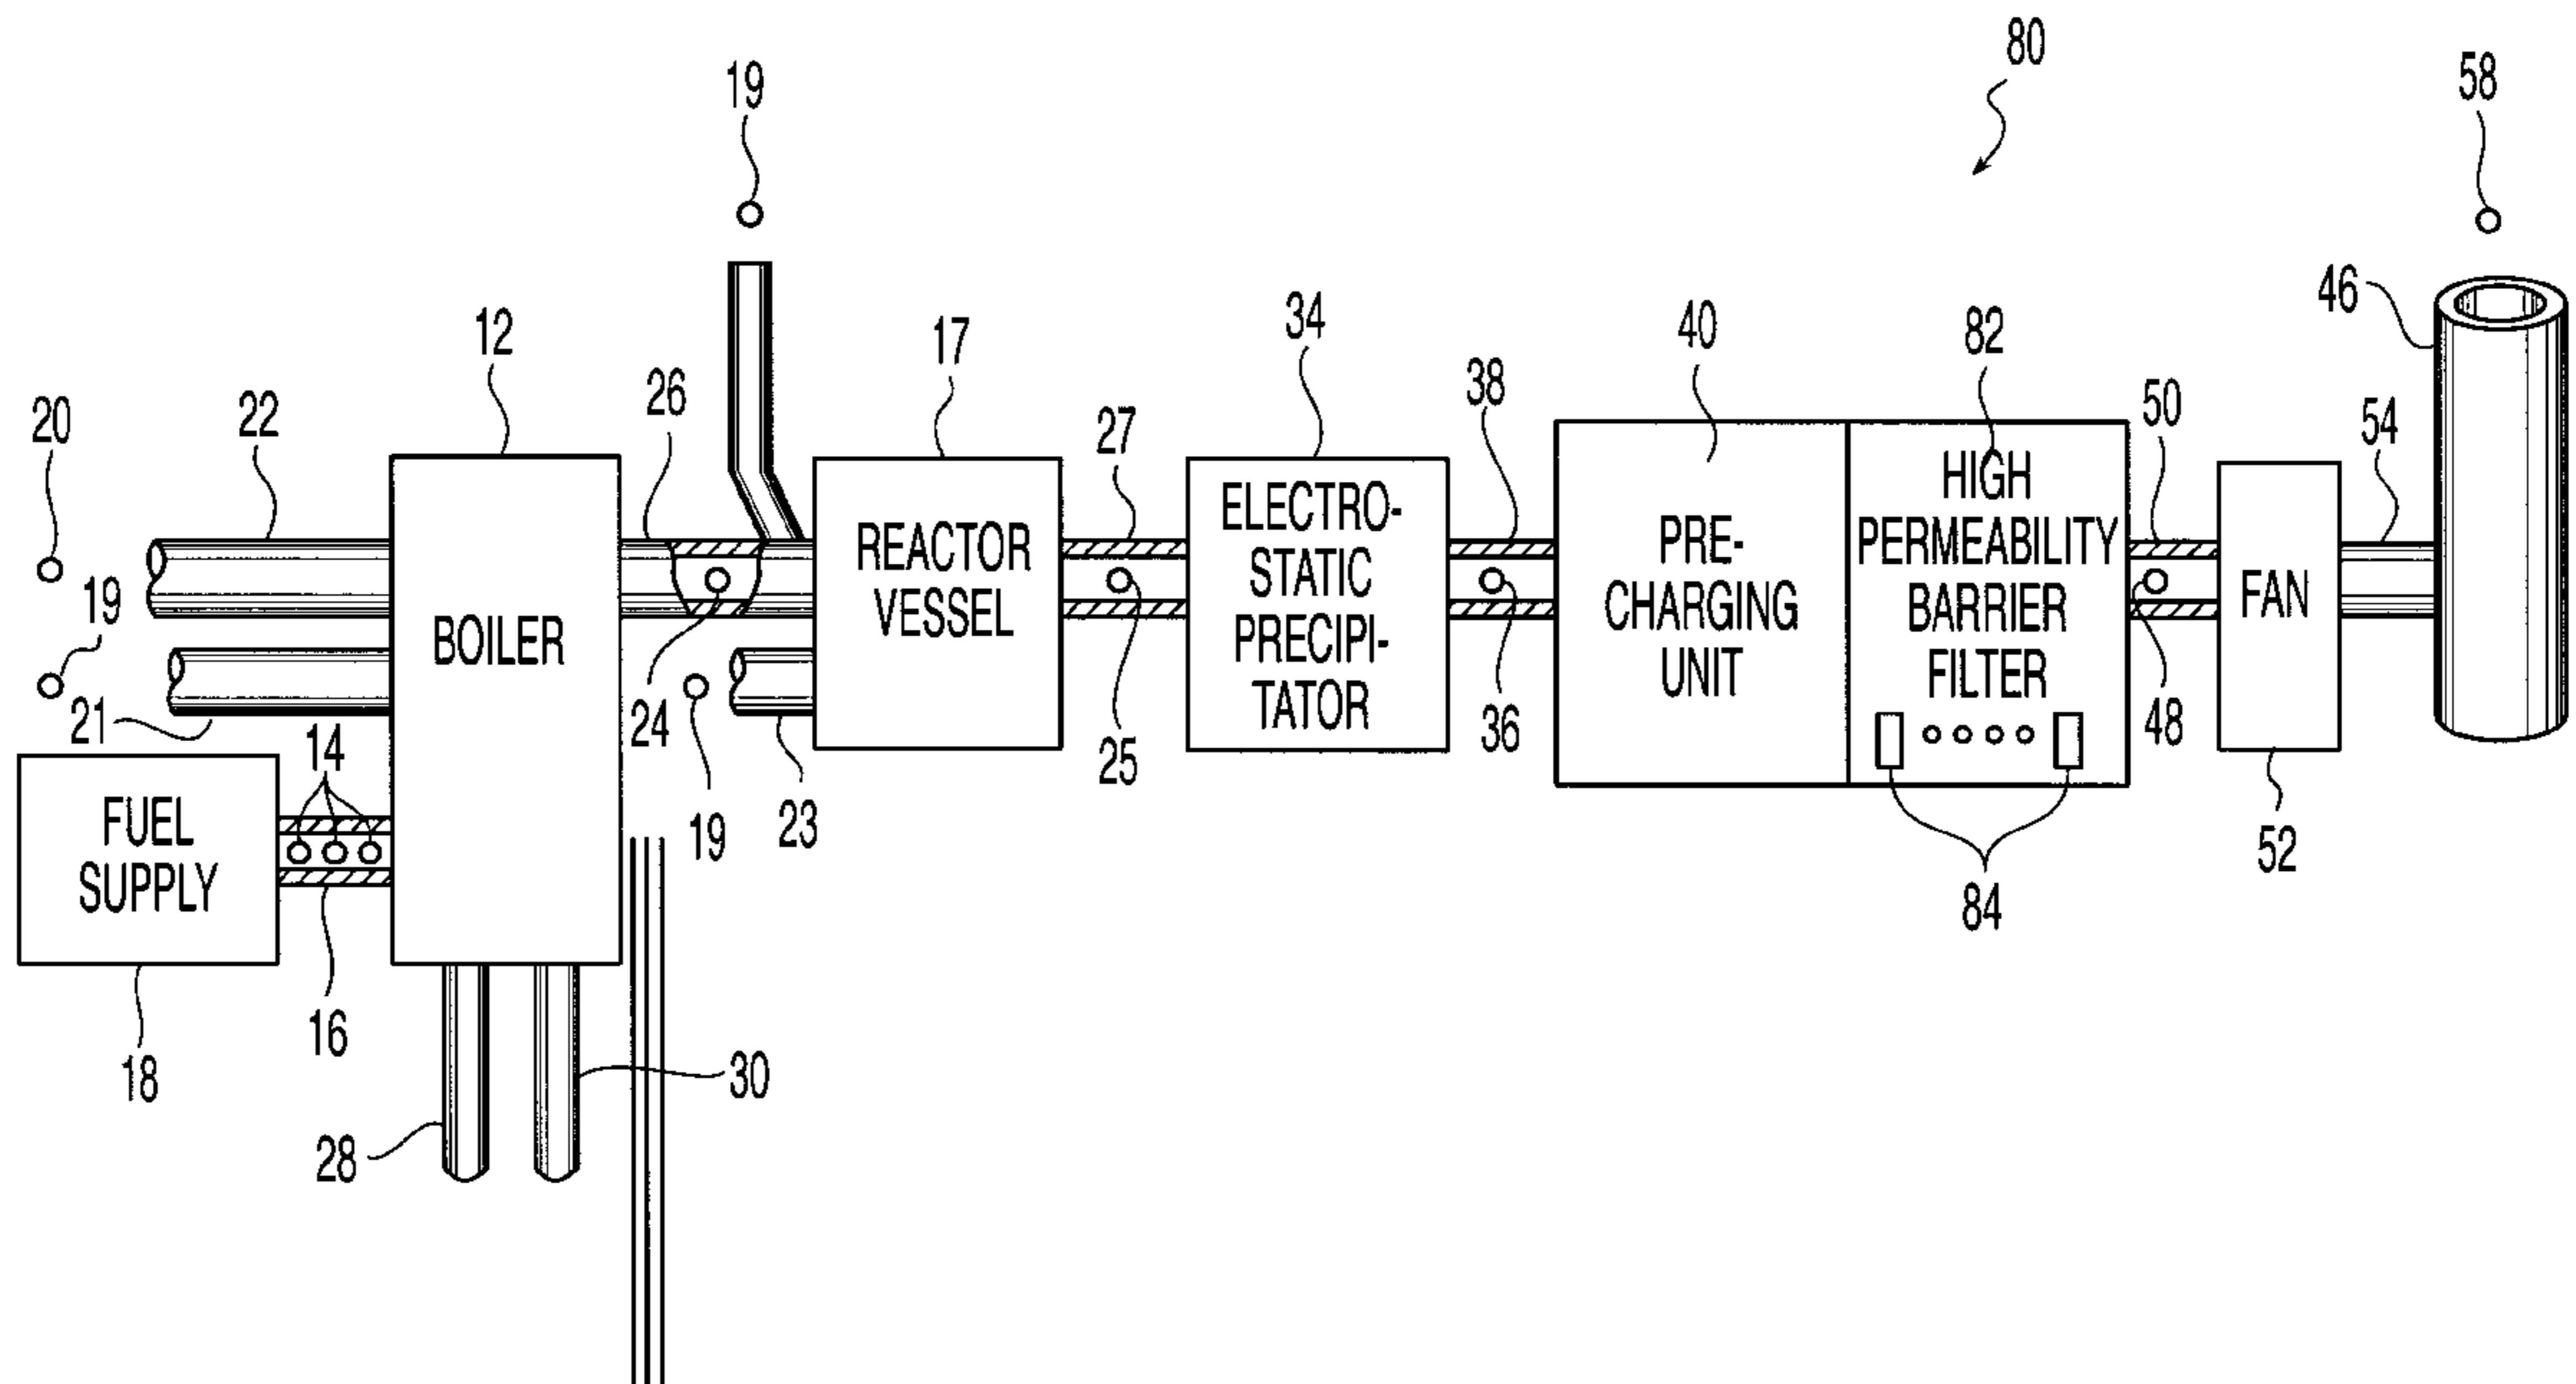 80
58
19
46
34
40
82
12
17
38
26
50
54
22
27
20
HIGH
PERMEABILITY
BARRIER
FILTER
ELECTRO-
STATIC
PRECIPI-
TATOR
PRE-
CHARGING
UNIT
REACTOR
VESSEL
FAN
BOILER
19
21
14
24
25
36
48
19
23
52
84
FUEL
SUPPLY
16
18
30
28